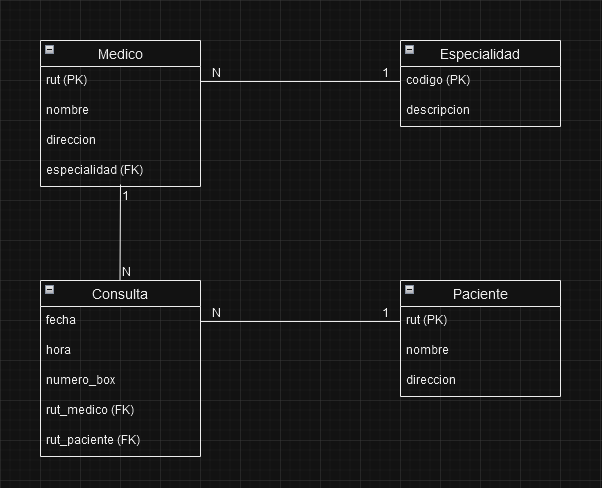 Medico
rut (PK)
nombre
direccion
especialidad (FK)
N
1
Especialidad
codigo (PK)
descripcion
1
N
Consulta
fecha
hora
numero_box
rut_medico (FK)
rut_paciente (FK)
N
1
Paciente
rut (PK)
nombre
direccion